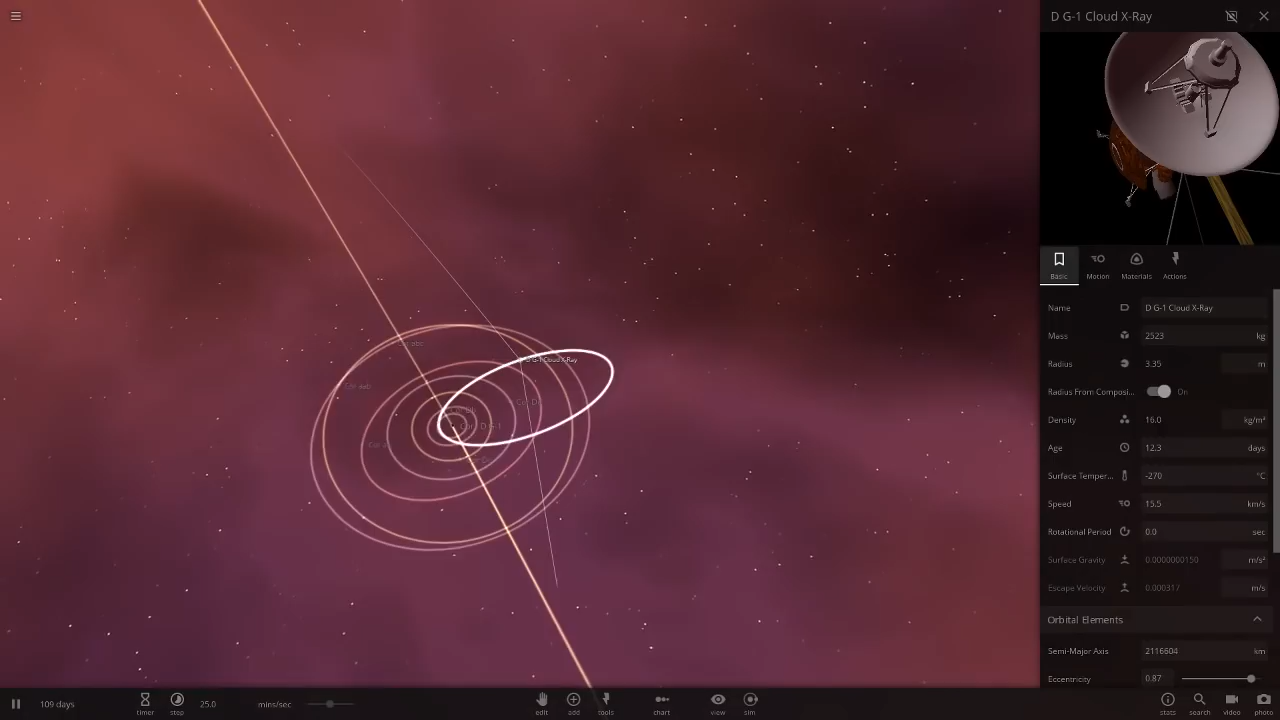 D G-1 Cloud X-Ray
Basic
Motion
Materials
Actions
Name D G-1 Cloud X-Ray
Mass 2523 kg
Radius 3.35 m
Radius From Composi... On
Density 16.0 kg/m³
Age 12.3 days
Surface Temper... -270 °C
Speed 15.5 km/s
Rotational Period 0.0 sec
Surface Gravity 0.0000000150 m/s²
Escape Velocity 0.000317 m/s
Orbital Elements
Semi-Major Axis 2116604 km
Eccentricity 0.87
D G-1 Cloud X-Ray
Cor aab
109 days
timer
step
25.0 mins/sec
edit
add
tools
chart
view
sim
stats
search
video
photo